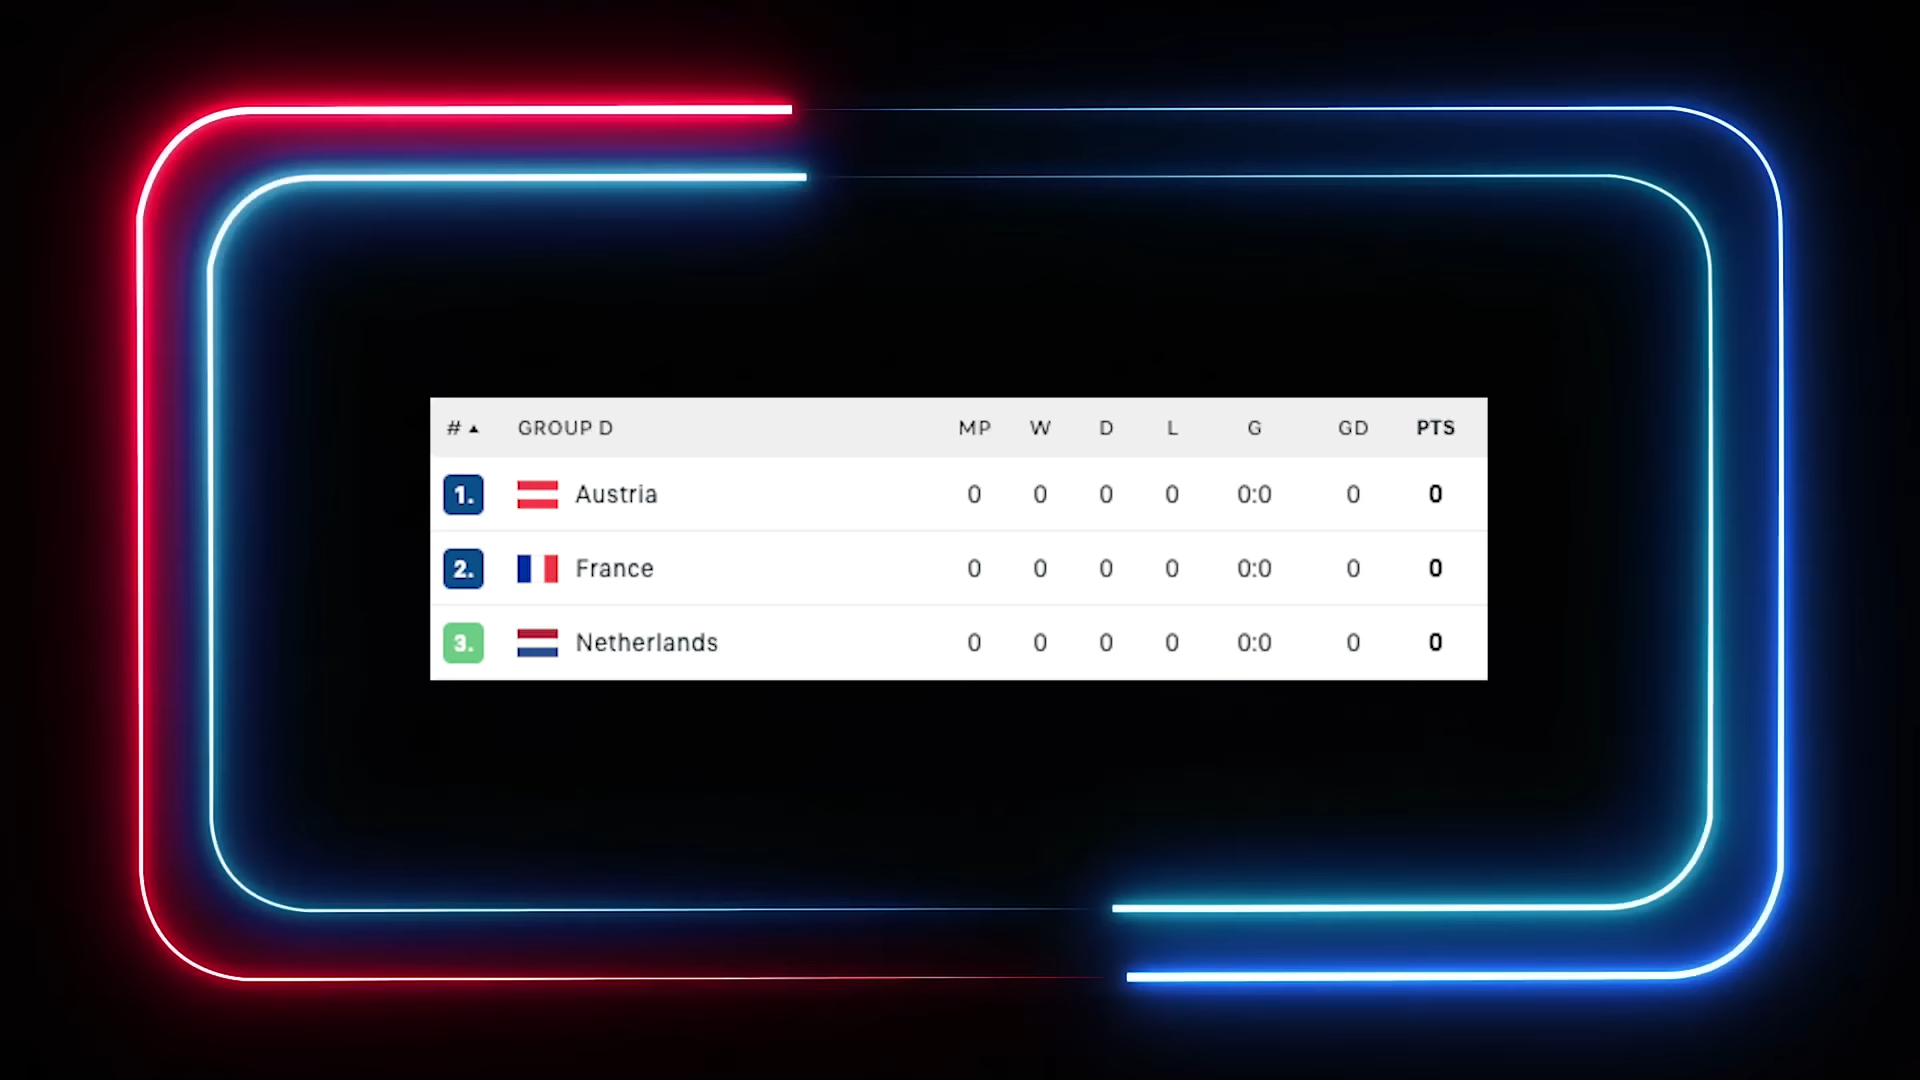 # ▲ GROUP D MP W D L G GD PTS
1. Austria 0 0 0 0 0:0 0 0
2. France 0 0 0 0 0:0 0 0
3. Netherlands 0 0 0 0 0:0 0 0